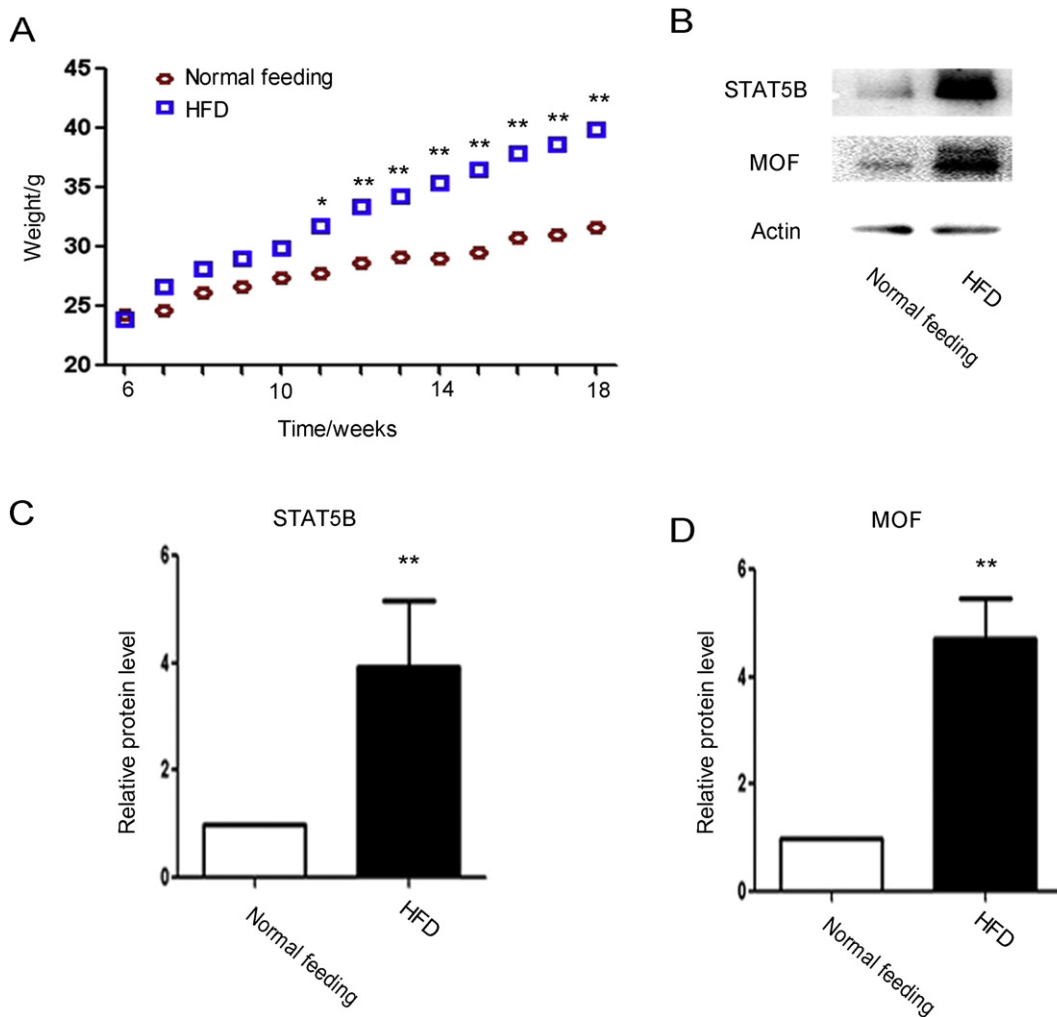 A
45
40
35
30
25
20
Weight/g
Normal feeding
HFD
* ** ** ** ** ** ** **
6 10 14 18
Time/weeks
B
STAT5B
MOF
Actin
Normal feeding
HFD
C
STAT5B
**
6
4
2
0
Relative protein level
Normal feeding
HFD
D
MOF
**
6
4
2
0
Relative protein level
Normal feeding
HFD